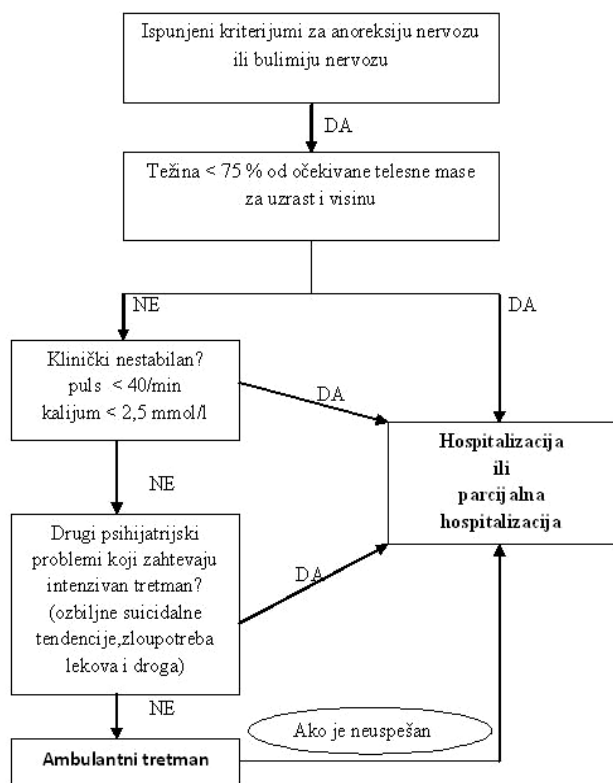 Ispunjeni kriterijumi za anoreksiju nervozu
ili bulimiju nervozu
DA
Težina < 75 % od očekivane telesne mase
za uzrast i visinu
NE
DA
Klinički nestabilan?
puls < 40/min
kalijum < 2,5 mmol/l
DA
Hospitalizacija
ili
parcijalna
hospitalizacija
NE
Drugi psihijatrijski
problemi koji zahtevaju
intenzivan tretman?
(ozbiljne suicidalne
tendencije,zloupotreba
lekova i droga)
DA
NE
Ako je neuspešan
Ambulantni tretman